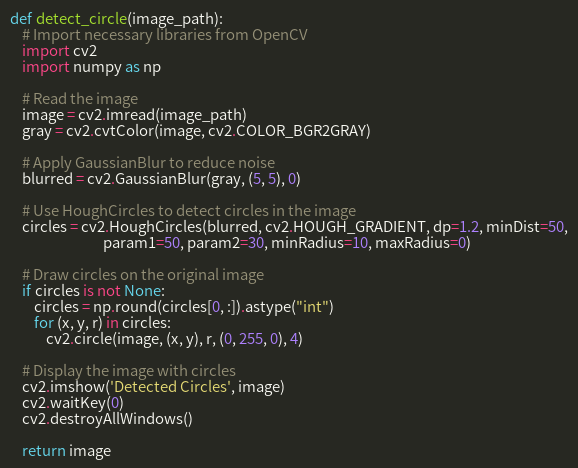 def detect_circle(image_path):
    # Import necessary libraries from OpenCV
    import cv2
    import numpy as np

    # Read the image
    image = cv2.imread(image_path)
    gray = cv2.cvtColor(image, cv2.COLOR_BGR2GRAY)

    # Apply GaussianBlur to reduce noise
    blurred = cv2.GaussianBlur(gray, (5, 5), 0)

    # Use HoughCircles to detect circles in the image
    circles = cv2.HoughCircles(blurred, cv2.HOUGH_GRADIENT, dp=1.2, minDist=50,
                               param1=50, param2=30, minRadius=10, maxRadius=0)

    # Draw circles on the original image
    if circles is not None:
        circles = np.round(circles[0, :]).astype("int")
        for (x, y, r) in circles:
            cv2.circle(image, (x, y), r, (0, 255, 0), 4)

    # Display the image with circles
    cv2.imshow('Detected Circles', image)
    cv2.waitKey(0)
    cv2.destroyAllWindows()

    return image